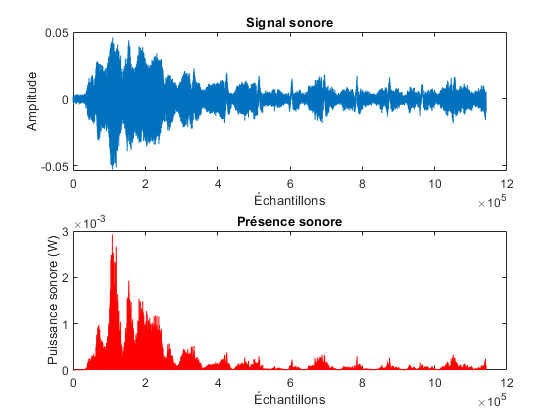 Signal sonore
0.05
0
-0.05
Amplitude
0 2 4 6 8 10 12
Échantillons
×10^5
Présence sonore
×10^-3
3
2
1
0
Puissance sonore (W)
0 2 4 6 8 10 12
Échantillons
×10^5